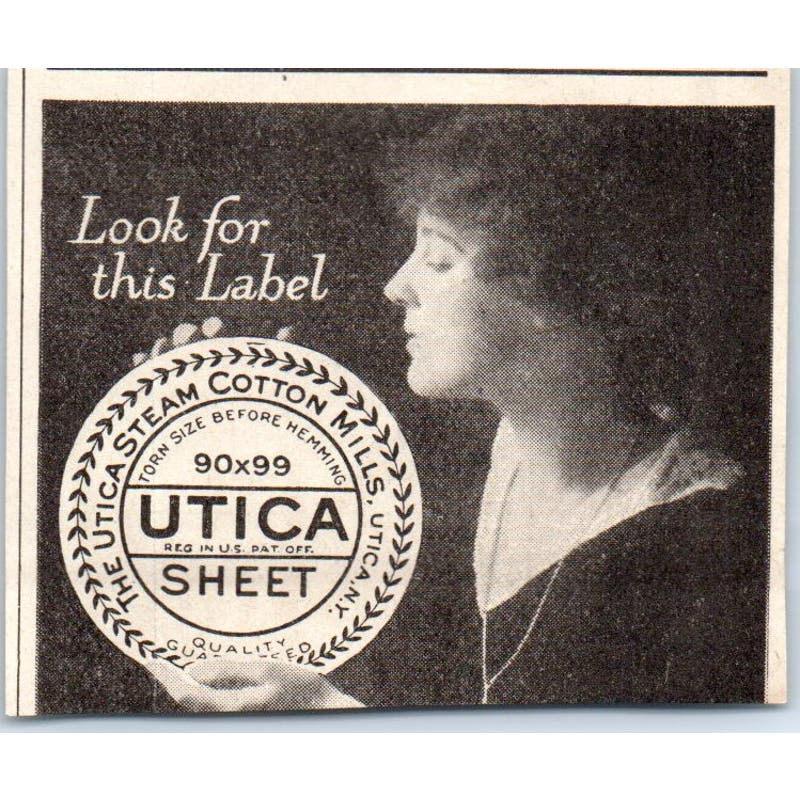 Look for
this Label
THE UTICA STEAM COTTON MILLS, UTICA, N.Y.
TORN SIZE BEFORE HEMMING
90x99
UTICA
REG IN U.S. PAT. OFF.
SHEET
QUALITY